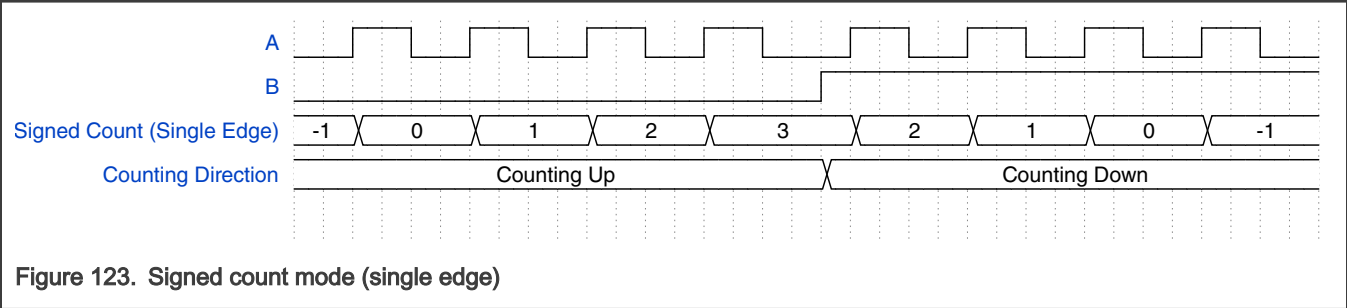 A
B
Signed Count (Single Edge) -1 0 1 2 3 2 1 0 -1
Counting Direction Counting Up Counting Down
Figure 123. Signed count mode (single edge)